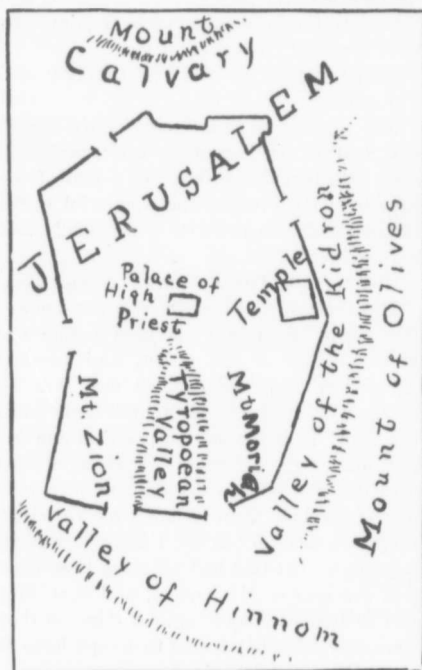 Mount
Calvary
JERUSALEM
Palace of
High
Priest
Temple
Valley of the Kidron
Mount of Olives
Mt. Zion
Tyropoean
Valley
Mt Moriah
Valley of Hinnom